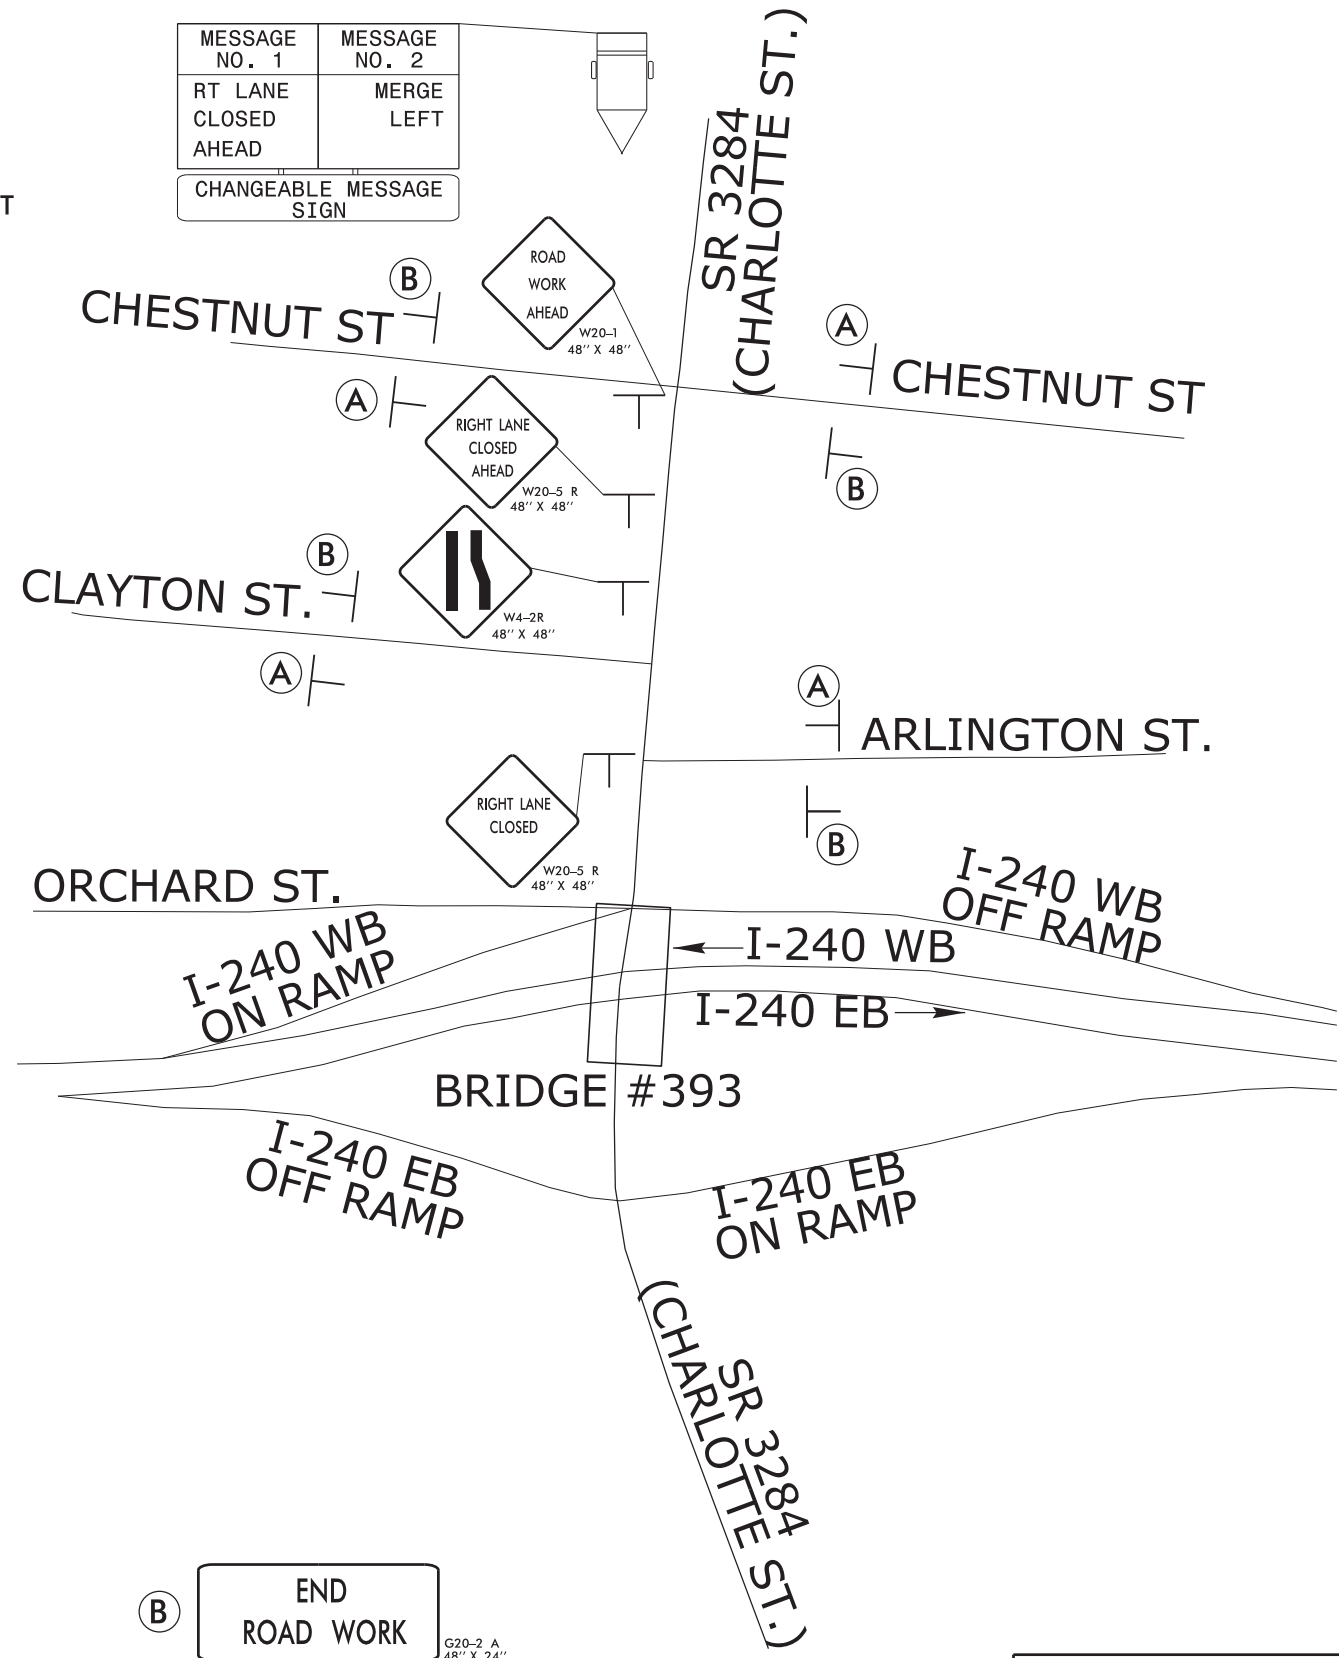 MESSAGE NO. 1
MESSAGE NO. 2
RT LANE
CLOSED
AHEAD
MERGE
LEFT
CHANGEABLE MESSAGE
SIGN
T
SR 3284
(CHARLOTTE ST.)
ROAD
WORK
AHEAD
W20-1
48'' X 48''
B
CHESTNUT ST
A
CHESTNUT ST
A
B
RIGHT LANE
CLOSED
AHEAD
W20-5 R
48'' X 48''
B
CLAYTON ST.
A
W4-2R
48'' X 48''
A
ARLINGTON ST.
B
RIGHT LANE
CLOSED
W20-5 R
48'' X 48''
ORCHARD ST.
I-240 WB
OFF RAMP
I-240 WB
ON RAMP
I-240 WB
I-240 EB
BRIDGE #393
I-240 EB
OFF RAMP
I-240 EB
ON RAMP
SR 3284
(CHARLOTTE ST.)
B
END
ROAD WORK
G20-2 A
48'' X 24''